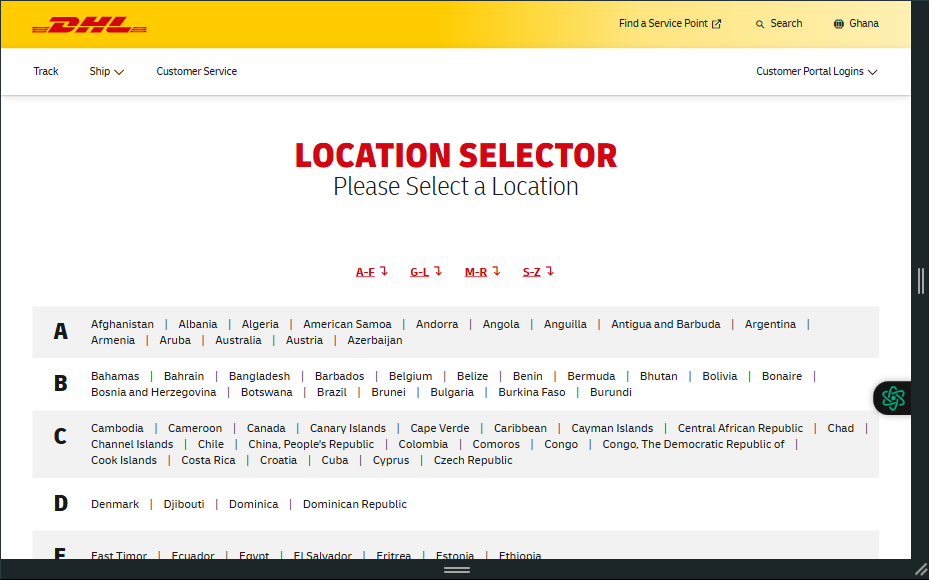 DHL
Find a Service Point
Search
Ghana
Track
Ship
Customer Service
Customer Portal Logins
LOCATION SELECTOR
Please Select a Location
A-F
G-L
M-R
S-Z
A
Afghanistan | Albania | Algeria | American Samoa | Andorra | Angola | Anguilla | Antigua and Barbuda | Argentina |
Armenia | Aruba | Australia | Austria | Azerbaijan
B
Bahamas | Bahrain | Bangladesh | Barbados | Belgium | Belize | Benin | Bermuda | Bhutan | Bolivia | Bonaire |
Bosnia and Herzegovina | Botswana | Brazil | Brunei | Bulgaria | Burkina Faso | Burundi
C
Cambodia | Cameroon | Canada | Canary Islands | Cape Verde | Caribbean | Cayman Islands | Central African Republic | Chad |
Channel Islands | Chile | China, People's Republic | Colombia | Comoros | Congo | Congo, The Democratic Republic of |
Cook Islands | Costa Rica | Croatia | Cuba | Cyprus | Czech Republic
D
Denmark | Djibouti | Dominica | Dominican Republic
E
East Timor | Ecuador | Egypt | El Salvador | Eritrea | Estonia | Ethiopia